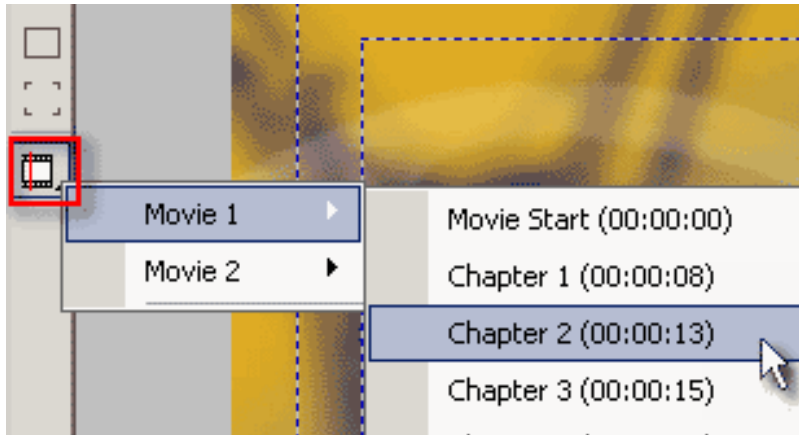 Movie 1
Movie 2
Movie Start (00:00:00)
Chapter 1 (00:00:08)
Chapter 2 (00:00:13)
Chapter 3 (00:00:15)